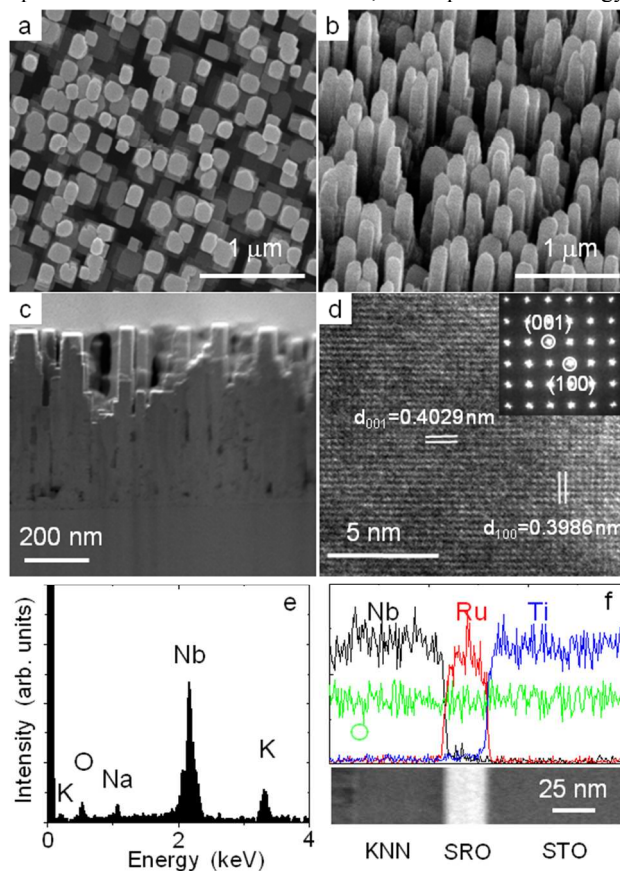 a
b
1 μm
1 μm
c
d
(001)
(100)
d001=0.4029nm
200 nm
5 nm
d100=0.3986nm
e
Intensity (arb. units)
K
O
Na
Nb
K
0
2
4
Energy (keV)
Nb
Ru
Ti
f
O
25 nm
KNN
SRO
STO